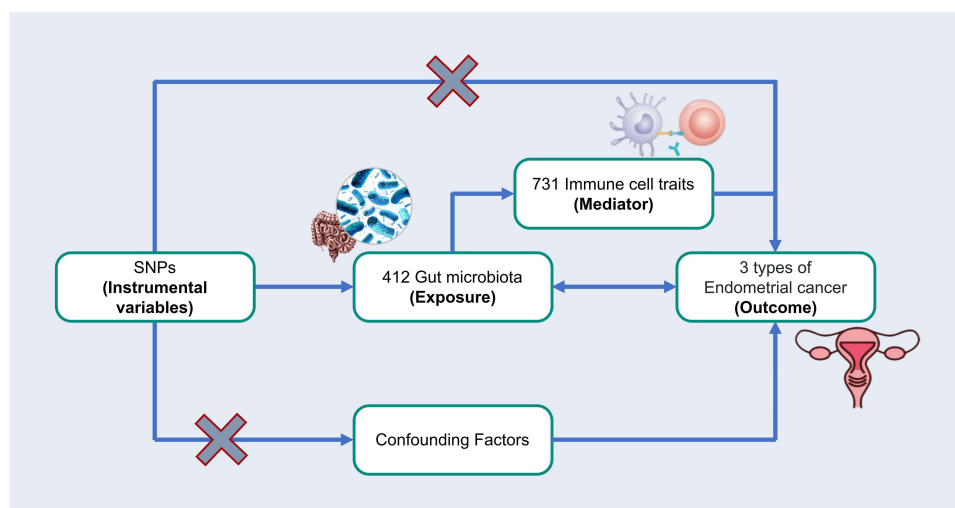 731 Immune cell traits
(Mediator)
SNPs
(Instrumental
variables)
412 Gut microbiota
(Exposure)
3 types of
Endometrial cancer
(Outcome)
Confounding Factors